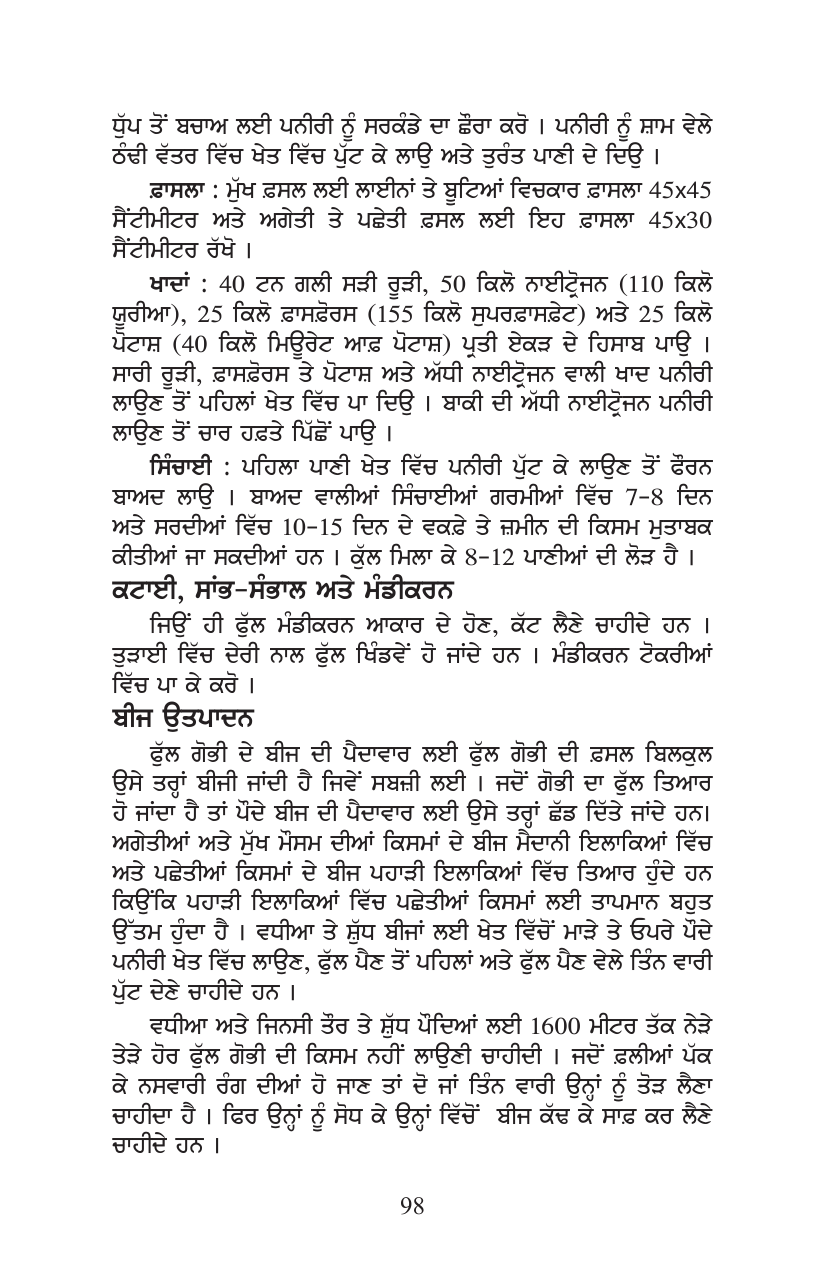 ਧੁੱਪ ਤੋਂ ਬਚਾਅ ਲਈ ਪਨੀਰੀ ਨੂੰ ਸਰਕੰਡੇ ਦਾ ਛੌਰਾ ਕਰੋ । ਪਨੀਰੀ ਨੂੰ ਸ਼ਾਮ ਵੇਲੇ
ਠੰਢੀ ਵੱਤਰ ਵਿੱਚ ਖੇਤ ਵਿੱਚ ਪੁੱਟ ਕੇ ਲਾਉ ਅਤੇ ਤੁਰੰਤ ਪਾਣੀ ਦੇ ਦਿਉ ।
ਫ਼ਾਸਲਾ : ਮੁੱਖ ਫ਼ਸਲ ਲਈ ਲਾਈਨਾਂ ਤੇ ਬੂਟਿਆਂ ਵਿਚਕਾਰ ਫ਼ਾਸਲਾ 45x45
ਸੈਂਟੀਮੀਟਰ ਅਤੇ ਅਗੇਤੀ ਤੇ ਪਛੇਤੀ ਫ਼ਸਲ ਲਈ ਇਹ ਫ਼ਾਸਲਾ 45x30
ਸੈਂਟੀਮੀਟਰ ਰੱਖੋ ।
ਖਾਦਾਂ : 40 ਟਨ ਗਲੀ ਸੜੀ ਰੂੜੀ, 50 ਕਿਲੋ ਨਾਈਟ੍ਰੋਜਨ (110 ਕਿਲੋ
ਯੂਰੀਆ), 25 ਕਿਲੋ ਫ਼ਾਸਫ਼ੋਰਸ (155 ਕਿਲੋ ਸੁਪਰਫ਼ਾਸਫ਼ੇਟ) ਅਤੇ 25 ਕਿਲੋ
ਪੋਟਾਸ਼ (40 ਕਿਲੋ ਮਿਊਰੇਟ ਆਫ਼ ਪੋਟਾਸ਼) ਪ੍ਰਤੀ ਏਕੜ ਦੇ ਹਿਸਾਬ ਪਾਉ ।
ਸਾਰੀ ਰੂੜੀ, ਫ਼ਾਸਫ਼ੋਰਸ ਤੇ ਪੋਟਾਸ਼ ਅਤੇ ਅੱਧੀ ਨਾਈਟ੍ਰੋਜਨ ਵਾਲੀ ਖਾਦ ਪਨੀਰੀ
ਲਾਉਣ ਤੋਂ ਪਹਿਲਾਂ ਖੇਤ ਵਿੱਚ ਪਾ ਦਿਉ । ਬਾਕੀ ਦੀ ਅੱਧੀ ਨਾਈਟ੍ਰੋਜਨ ਪਨੀਰੀ
ਲਾਉਣ ਤੋਂ ਚਾਰ ਹਫ਼ਤੇ ਪਿੱਛੋਂ ਪਾਉ ।
ਸਿੰਚਾਈ : ਪਹਿਲਾ ਪਾਣੀ ਖੇਤ ਵਿੱਚ ਪਨੀਰੀ ਪੁੱਟ ਕੇ ਲਾਉਣ ਤੋਂ ਫੌਰਨ
ਬਾਅਦ ਲਾਉ । ਬਾਅਦ ਵਾਲੀਆਂ ਸਿੰਚਾਈਆਂ ਗਰਮੀਆਂ ਵਿੱਚ 7-8 ਦਿਨ
ਅਤੇ ਸਰਦੀਆਂ ਵਿੱਚ 10-15 ਦਿਨ ਦੇ ਵਕਫ਼ੇ ਤੇ ਜ਼ਮੀਨ ਦੀ ਕਿਸਮ ਮੁਤਾਬਕ
ਕੀਤੀਆਂ ਜਾ ਸਕਦੀਆਂ ਹਨ । ਕੁੱਲ ਮਿਲਾ ਕੇ 8-12 ਪਾਣੀਆਂ ਦੀ ਲੋੜ ਹੈ ।
ਕਟਾਈ, ਸਾਂਭ-ਸੰਭਾਲ ਅਤੇ ਮੰਡੀਕਰਨ
ਜਿਉਂ ਹੀ ਫੁੱਲ ਮੰਡੀਕਰਨ ਆਕਾਰ ਦੇ ਹੋਣ, ਕੱਟ ਲੈਣੇ ਚਾਹੀਦੇ ਹਨ ।
ਤੁੜਾਈ ਵਿੱਚ ਦੇਰੀ ਨਾਲ ਫੁੱਲ ਖਿੰਡਵੇਂ ਹੋ ਜਾਂਦੇ ਹਨ । ਮੰਡੀਕਰਨ ਟੋਕਰੀਆਂ
ਵਿੱਚ ਪਾ ਕੇ ਕਰੋ ।
ਬੀਜ ਉਤਪਾਦਨ
ਫੁੱਲ ਗੋਭੀ ਦੇ ਬੀਜ ਦੀ ਪੈਦਾਵਾਰ ਲਈ ਫੁੱਲ ਗੋਭੀ ਦੀ ਫ਼ਸਲ ਬਿਲਕੁਲ
ਉਸੇ ਤਰ੍ਹਾਂ ਬੀਜੀ ਜਾਂਦੀ ਹੈ ਜਿਵੇਂ ਸਬਜ਼ੀ ਲਈ । ਜਦੋਂ ਗੋਭੀ ਦਾ ਫੁੱਲ ਤਿਆਰ
ਹੋ ਜਾਂਦਾ ਹੈ ਤਾਂ ਪੌਦੇ ਬੀਜ ਦੀ ਪੈਦਾਵਾਰ ਲਈ ਉਸੇ ਤਰ੍ਹਾਂ ਛੱਡ ਦਿੱਤੇ ਜਾਂਦੇ ਹਨ।
ਅਗੇਤੀਆਂ ਅਤੇ ਮੁੱਖ ਮੌਸਮ ਦੀਆਂ ਕਿਸਮਾਂ ਦੇ ਬੀਜ ਮੈਦਾਨੀ ਇਲਾਕਿਆਂ ਵਿੱਚ
ਅਤੇ ਪਛੇਤੀਆਂ ਕਿਸਮਾਂ ਦੇ ਬੀਜ ਪਹਾੜੀ ਇਲਾਕਿਆਂ ਵਿੱਚ ਤਿਆਰ ਹੁੰਦੇ ਹਨ
ਕਿਉਂਕਿ ਪਹਾੜੀ ਇਲਾਕਿਆਂ ਵਿੱਚ ਪਛੇਤੀਆਂ ਕਿਸਮਾਂ ਲਈ ਤਾਪਮਾਨ ਬਹੁਤ
ਉੱਤਮ ਹੁੰਦਾ ਹੈ । ਵਧੀਆ ਤੇ ਸ਼ੁੱਧ ਬੀਜਾਂ ਲਈ ਖੇਤ ਵਿੱਚੋਂ ਮਾੜੇ ਤੇ ਓਪਰੇ ਪੌਦੇ
ਪਨੀਰੀ ਖੇਤ ਵਿੱਚ ਲਾਉਣ, ਫੁੱਲ ਪੈਣ ਤੋਂ ਪਹਿਲਾਂ ਅਤੇ ਫੁੱਲ ਪੈਣ ਵੇਲੇ ਤਿੰਨ ਵਾਰੀ
ਪੁੱਟ ਦੇਣੇ ਚਾਹੀਦੇ ਹਨ ।
ਵਧੀਆ ਅਤੇ ਜਿਨਸੀ ਤੌਰ ਤੇ ਸ਼ੁੱਧ ਪੌਦਿਆਂ ਲਈ 1600 ਮੀਟਰ ਤੱਕ ਨੇੜੇ
ਤੇੜੇ ਹੋਰ ਫੁੱਲ ਗੋਭੀ ਦੀ ਕਿਸਮ ਨਹੀਂ ਲਾਉਣੀ ਚਾਹੀਦੀ । ਜਦੋਂ ਫ਼ਲੀਆਂ ਪੱਕ
ਕੇ ਨਸਵਾਰੀ ਰੰਗ ਦੀਆਂ ਹੋ ਜਾਣ ਤਾਂ ਦੋ ਜਾਂ ਤਿੰਨ ਵਾਰੀ ਉਨ੍ਹਾਂ ਨੂੰ ਤੋੜ ਲੈਣਾ
ਚਾਹੀਦਾ ਹੈ । ਫਿਰ ਉਨ੍ਹਾਂ ਨੂੰ ਸੋਧ ਕੇ ਉਨ੍ਹਾਂ ਵਿੱਚੋਂ ਬੀਜ ਕੱਢ ਕੇ ਸਾਫ਼ ਕਰ ਲੈਣੇ
ਚਾਹੀਦੇ ਹਨ ।
98